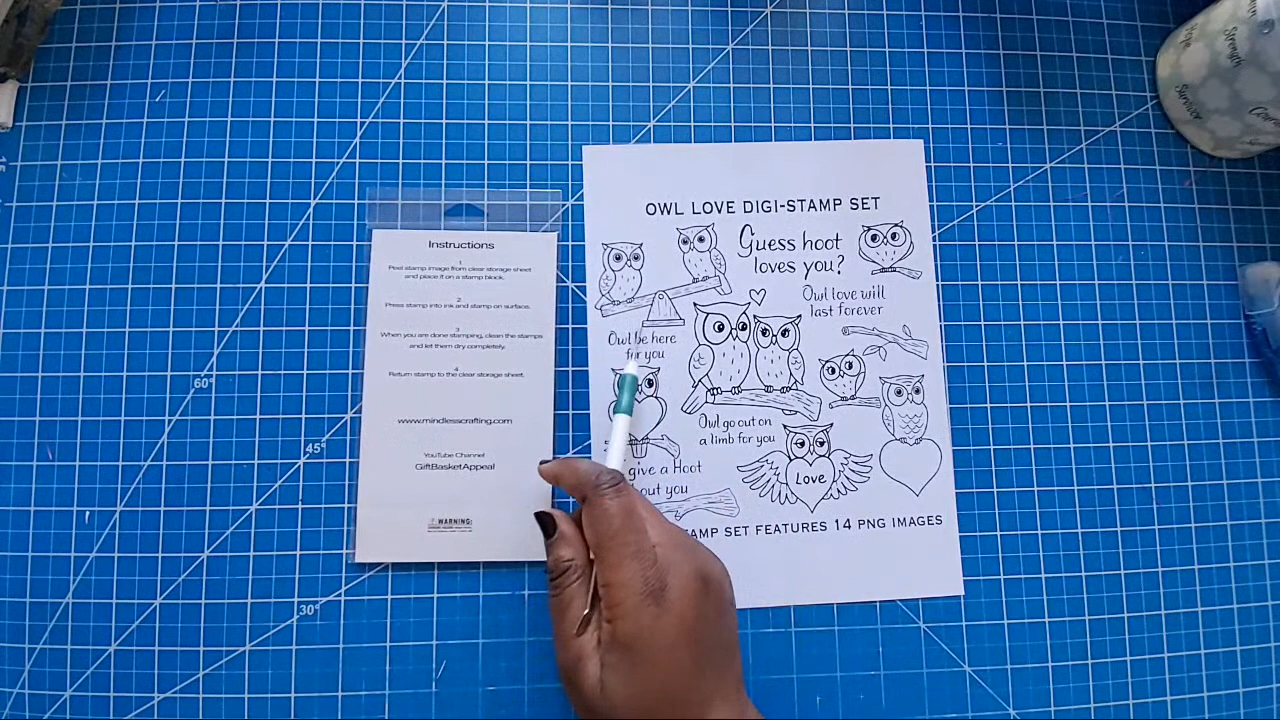 Instructions
1
Peel stamp image from clear storage sheet
and place it on a stamp block.
2
Press stamp into ink and stamp on surface.
3
When you are done stamping, clean the stamps
and let them dry completely.
4
Return stamp to the clear storage sheet.
www.mindlesscrafting.com
YouTube Channel
GiftBasketAppeal
WARNING:
OWL LOVE DIGI-STAMP SET
Guess hoot
loves you?
Owl love will
last forever
Owl be here
for you
Owl go out on
a limb for you
give a Hoot
out you
Love
STAMP SET FEATURES 14 PNG IMAGES
60°
45°
30°
Hope
Strength
Survivor